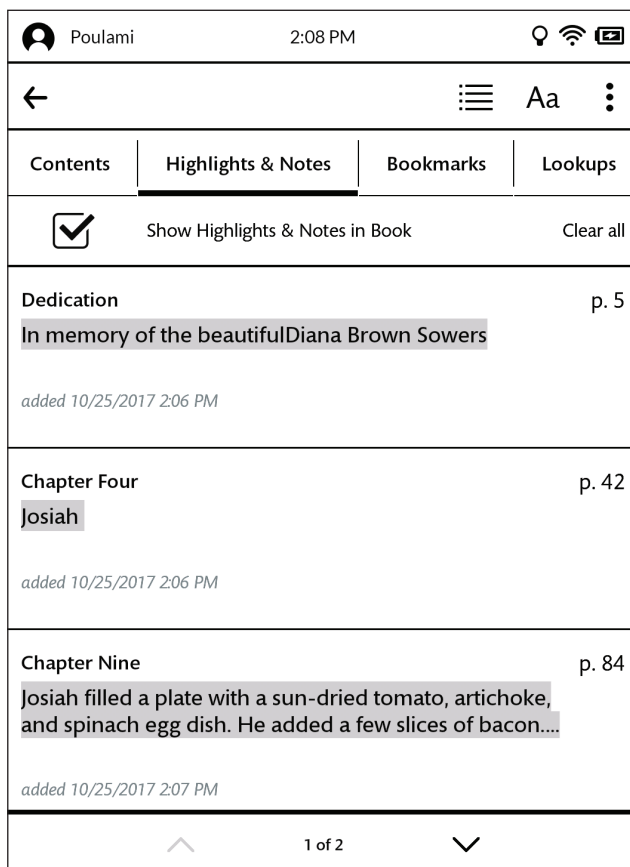 Poulami 2:08 PM
Aa
Contents Highlights & Notes Bookmarks Lookups
Show Highlights & Notes in Book Clear all
Dedication p. 5
In memory of the beautifulDiana Brown Sowers
added 10/25/2017 2:06 PM
Chapter Four p. 42
Josiah
added 10/25/2017 2:06 PM
Chapter Nine p. 84
Josiah filled a plate with a sun-dried tomato, artichoke,
and spinach egg dish. He added a few slices of bacon....
added 10/25/2017 2:07 PM
1 of 2